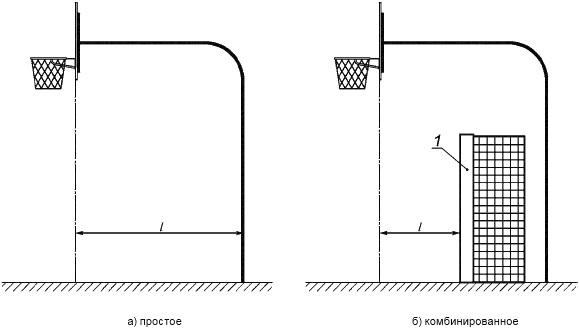 1
l
l
а) простое
б) комбинированное